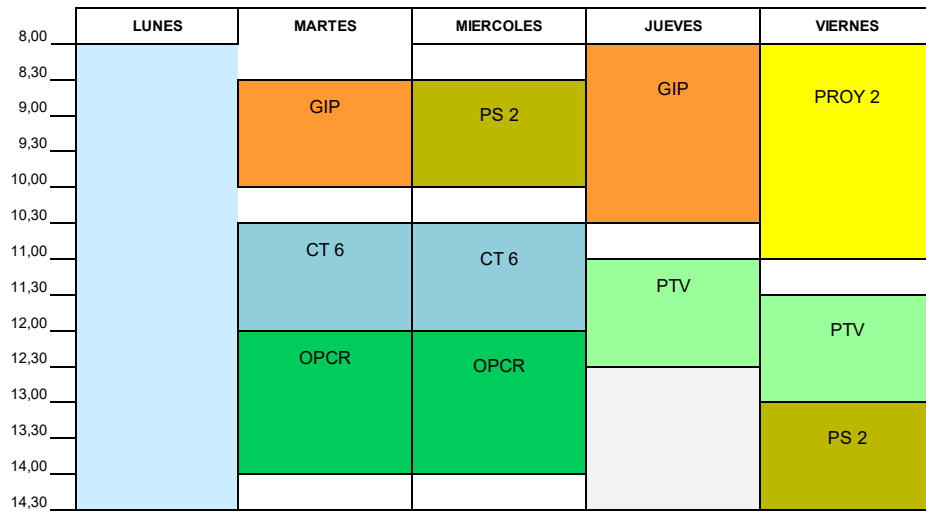 LUNES MARTES MIERCOLES JUEVES VIERNES
8,00
8,30
GIP PROY 2
9,00 GIP PS 2
9,30
10,00
10,30
CT 6 CT 6
11,00
PTV
11,30
PTV
12,00
OPCR OPCR
12,30
13,00
13,30 PS 2
14,00
14,30